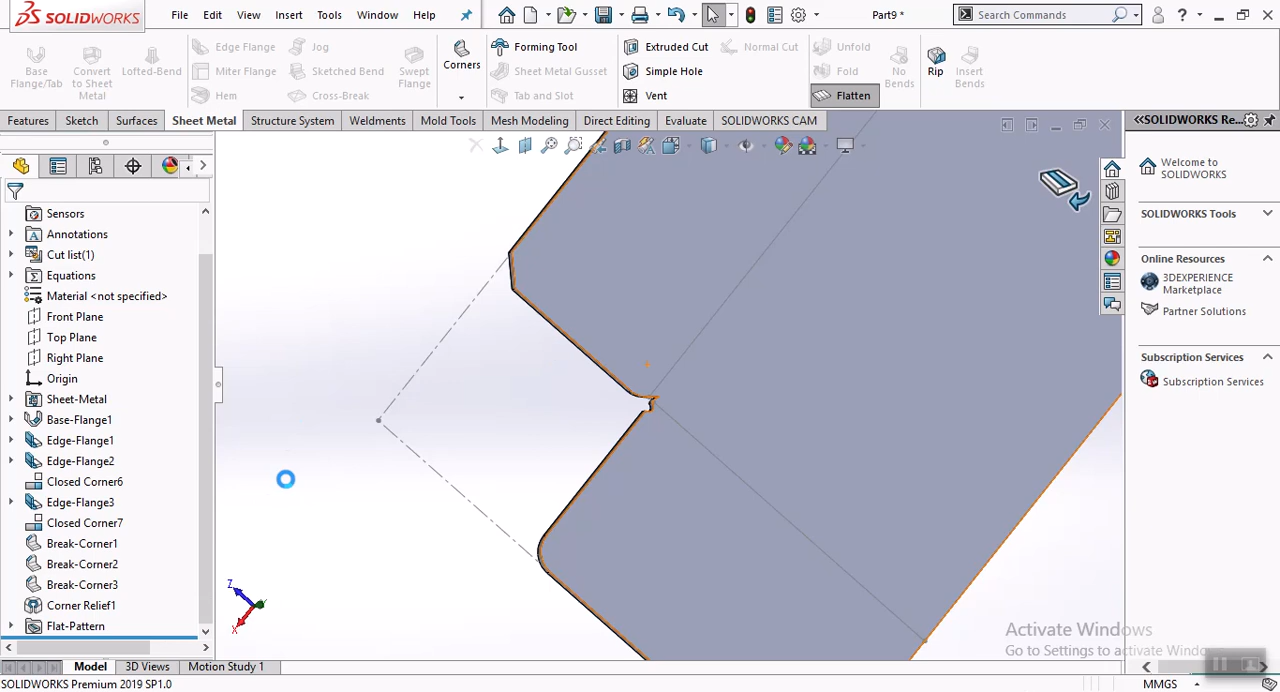 SOLIDWORKS
File Edit View Insert Tools Window Help
Part9 *
Search Commands
Base Flange/Tab
Convert to Sheet Metal
Lofted-Bend
Edge Flange
Miter Flange
Hem
Jog
Sketched Bend
Cross-Break
Swept Flange
Corners
Forming Tool
Sheet Metal Gusset
Tab and Slot
Extruded Cut
Simple Hole
Vent
Normal Cut
Unfold
Fold
Flatten
No Bends
Rip
Insert Bends
Features Sketch Surfaces Sheet Metal Structure System Weldments Mold Tools Mesh Modeling Direct Editing Evaluate SOLIDWORKS CAM
Sensors
Annotations
Cut list(1)
Equations
Material <not specified>
Front Plane
Top Plane
Right Plane
Origin
Sheet-Metal
Base-Flange1
Edge-Flange1
Edge-Flange2
Closed Corner6
Edge-Flange3
Closed Corner7
Break-Corner1
Break-Corner2
Break-Corner3
Corner Relief1
Flat-Pattern
Z
X
SOLIDWORKS Re...
Welcome to
SOLIDWORKS
SOLIDWORKS Tools
Online Resources
3DEXPERIENCE
Marketplace
Partner Solutions
Subscription Services
Subscription Services
Activate Windows
Go to Settings to activate Windo
Model 3D Views Motion Study 1
SOLIDWORKS Premium 2019 SP1.0
MMGS